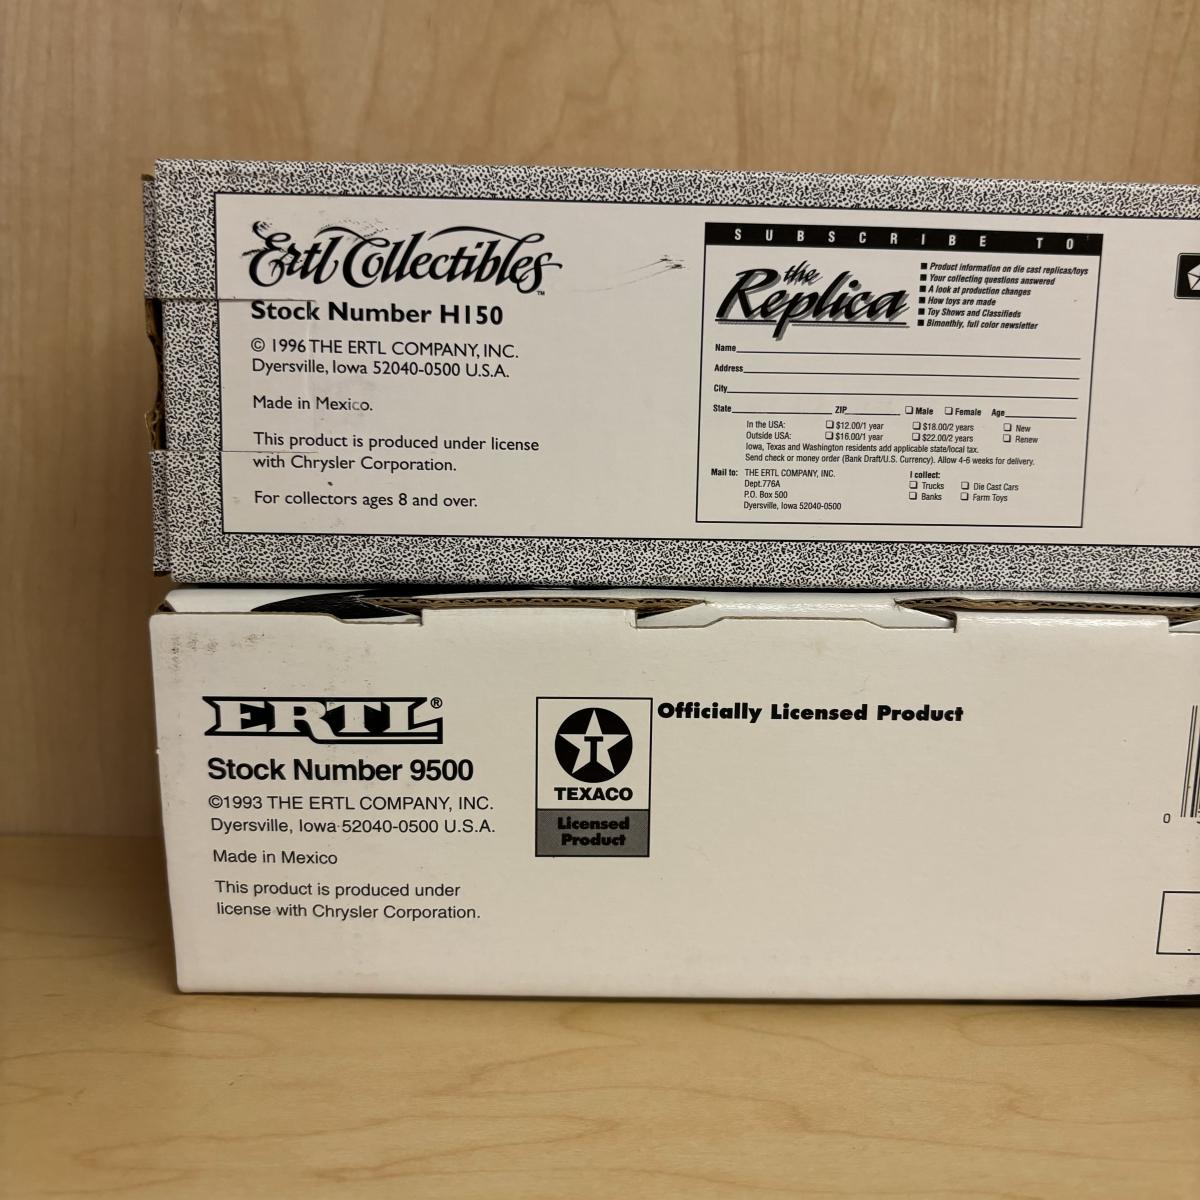 Ertl Collectibles™
Stock Number H150
© 1996 THE ERTL COMPANY, INC.
Dyersville, Iowa 52040-0500 U.S.A.
Made in Mexico.
This product is produced under license
with Chrysler Corporation.
For collectors ages 8 and over.
SUBSCRIBE TO
the
Replica
■ Product information on die cast replicas/toys
■ Your collecting questions answered
■ A look at production changes
■ How toys are made
■ Toy Shows and Classifieds
■ Bimonthly, full color newsletter
Name
Address
City
State ZIP ❏ Male ❏ Female Age
In the USA: ❏ $12.00/1 year ❏ $18.00/2 years ❏ New
Outside USA: ❏ $16.00/1 year ❏ $22.00/2 years ❏ Renew
Iowa, Texas and Washington residents add applicable state/local tax.
Send check or money order (Bank Draft/U.S. Currency). Allow 4-6 weeks for delivery.
Mail to: THE ERTL COMPANY, INC. I collect:
Dept.776A ❏ Trucks ❏ Die Cast Cars
P.O. Box 500 ❏ Banks ❏ Farm Toys
Dyersville, Iowa 52040-0500
ERTL®
Stock Number 9500
©1993 THE ERTL COMPANY, INC.
Dyersville, Iowa 52040-0500 U.S.A.
Made in Mexico
This product is produced under
license with Chrysler Corporation.
T
TEXACO
Licensed
Product
Officially Licensed Product
0